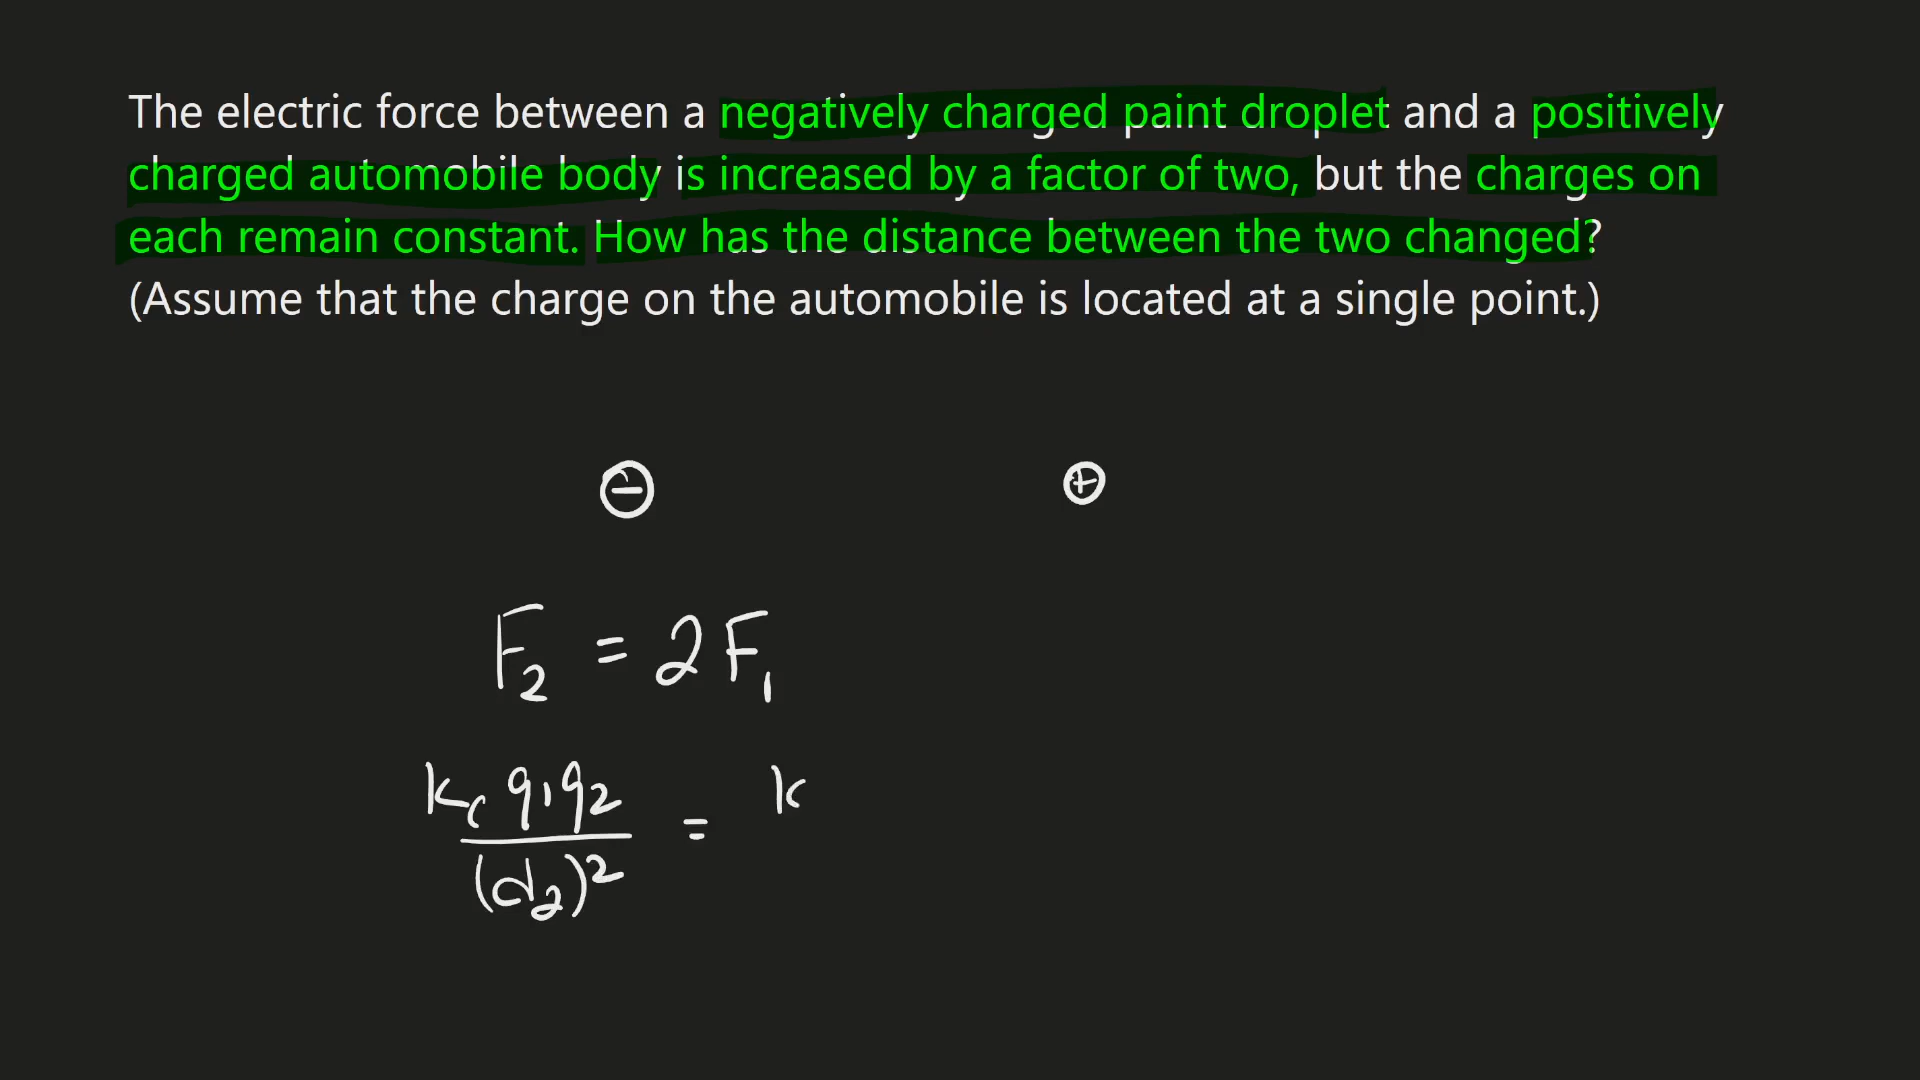 The electric force between a negatively charged paint droplet and a positively
charged automobile body is increased by a factor of two, but the charges on
each remain constant. How has the distance between the two changed?
(Assume that the charge on the automobile is located at a single point.)
− +
F₂ = 2F₁
k꜀ q₁q₂ = k
(d₂)²